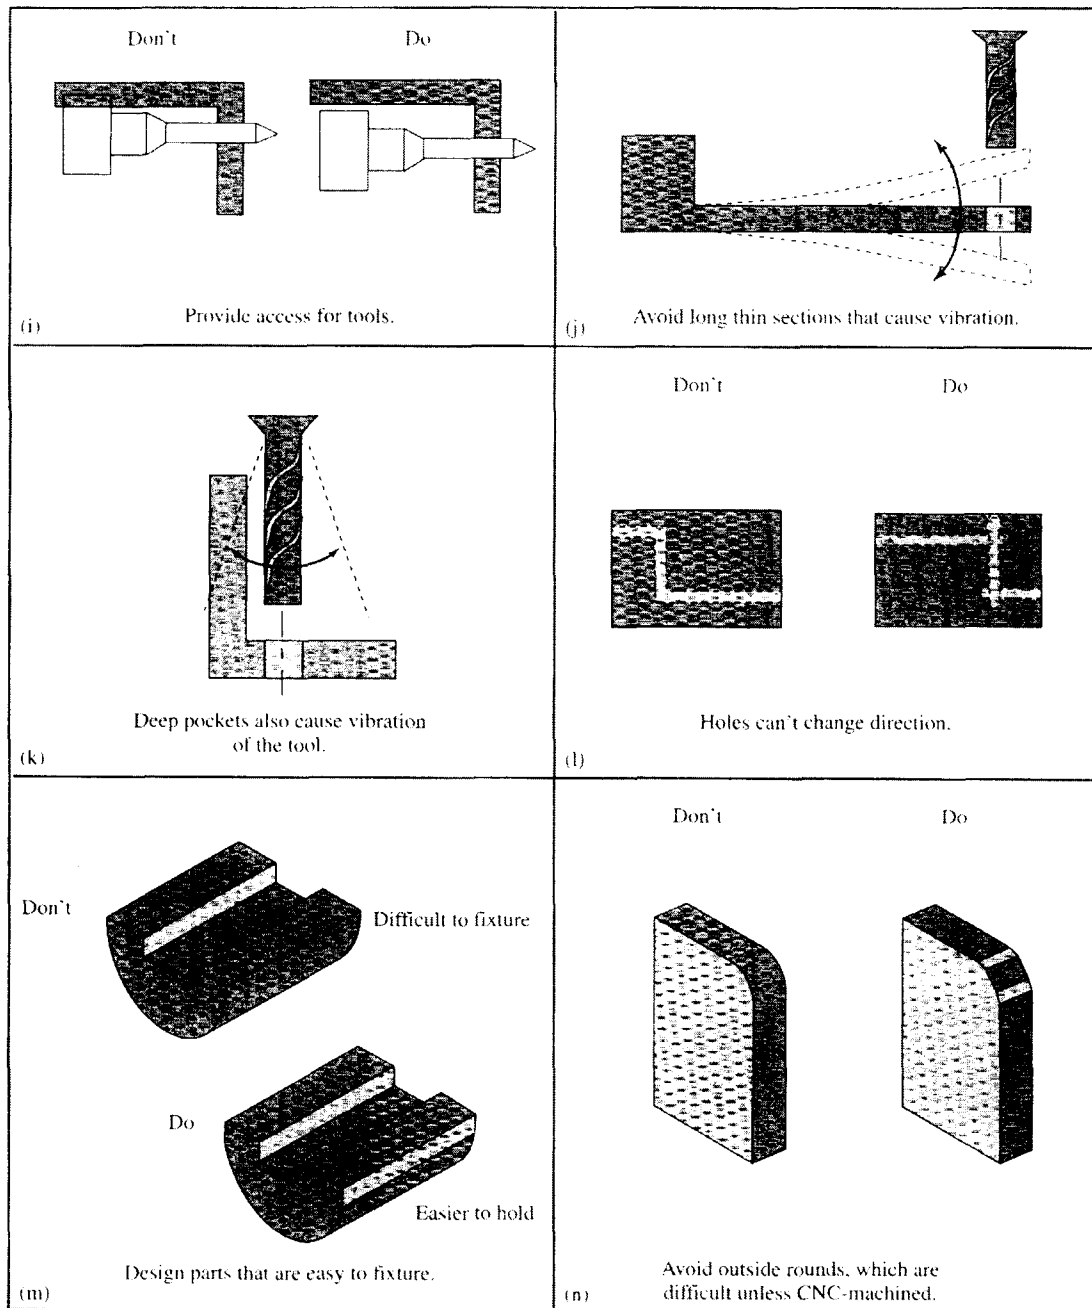 Don't
Do
Provide access for tools.
(i)
Avoid long thin sections that cause vibration.
(j)
Deep pockets also cause vibration
of the tool.
(k)
Don't
Do
Holes can't change direction.
(l)
Don't
Difficult to fixture
Do
Easier to hold
Design parts that are easy to fixture.
(m)
Don't
Do
Avoid outside rounds, which are
difficult unless CNC-machined.
(n)